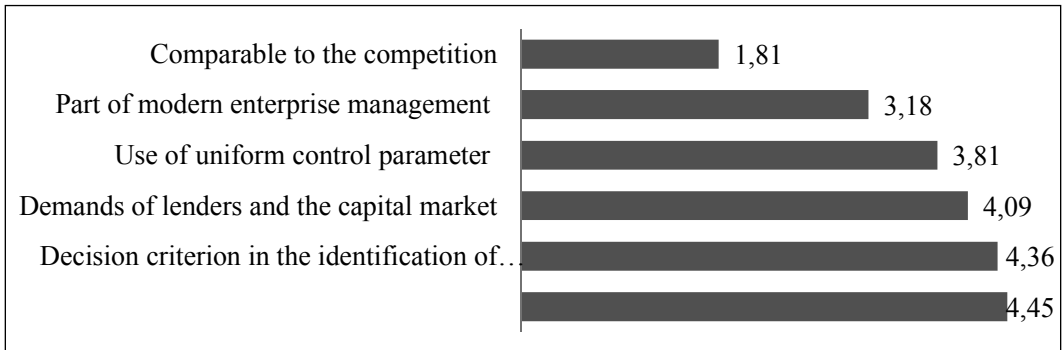 Comparable to the competition 1,81
Part of modern enterprise management 3,18
Use of uniform control parameter 3,81
Demands of lenders and the capital market 4,09
Decision criterion in the identification of… 4,36
4,45